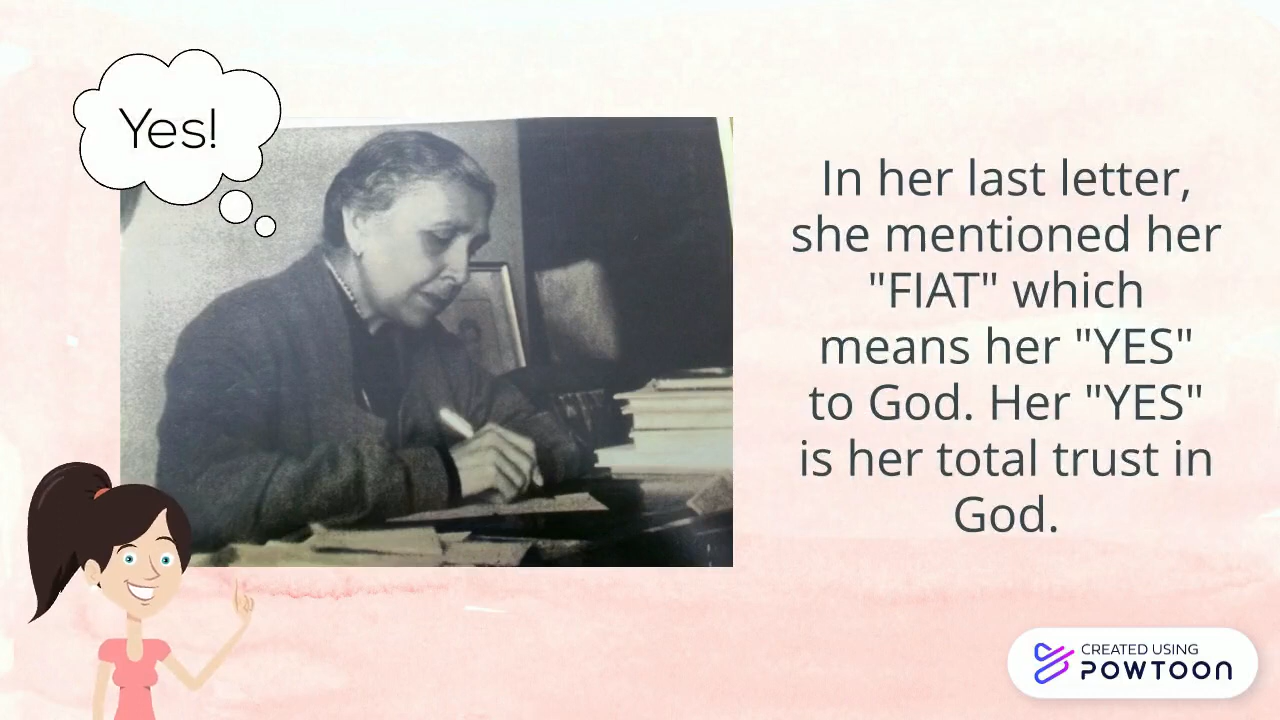 Yes!
In her last letter,
she mentioned her
"FIAT" which
means her "YES"
to God. Her "YES"
is her total trust in
God.
CREATED USING
POWTOON